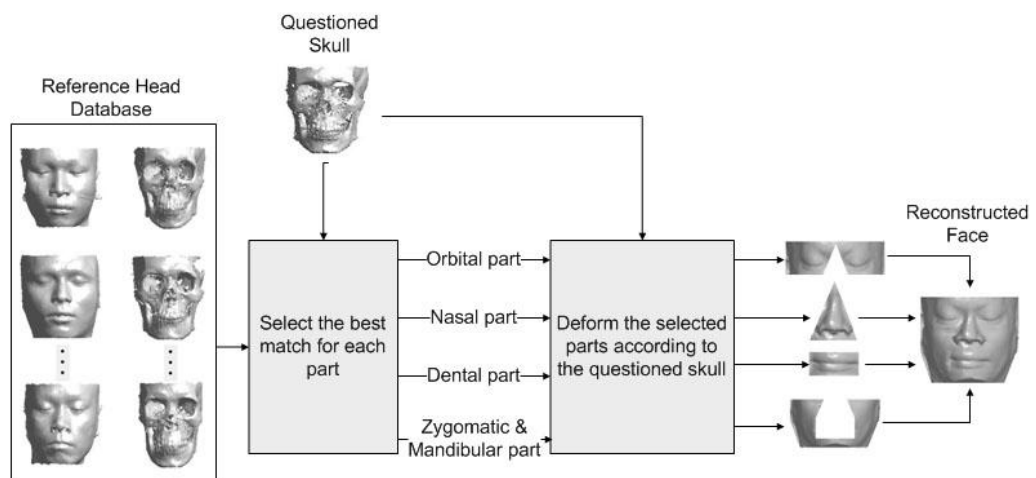 Questioned
Skull
Reference Head
Database
Reconstructed
Face
Orbital part
Select the best
match for each
part
Nasal part
Deform the selected
parts according to
the questioned skull
Dental part
Zygomatic &
Mandibular part